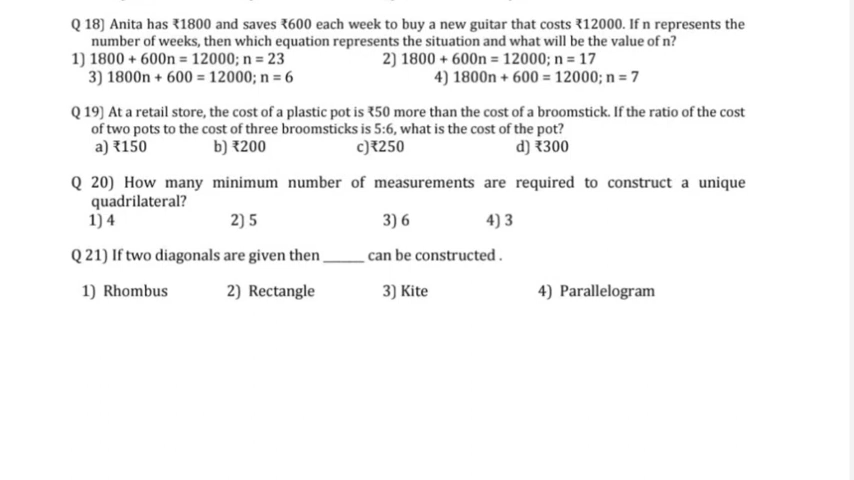 Q 18) Anita has ₹1800 and saves ₹600 each week to buy a new guitar that costs ₹12000. If n represents the
number of weeks, then which equation represents the situation and what will be the value of n?
1) 1800 + 600n = 12000; n = 23 2) 1800 + 600n = 12000; n = 17
3) 1800n + 600 = 12000; n = 6 4) 1800n + 600 = 12000; n = 7
Q 19) At a retail store, the cost of a plastic pot is ₹50 more than the cost of a broomstick. If the ratio of the cost
of two pots to the cost of three broomsticks is 5:6, what is the cost of the pot?
a) ₹150 b) ₹200 c)₹250 d) ₹300
Q 20) How many minimum number of measurements are required to construct a unique
quadrilateral?
1) 4 2) 5 3) 6 4) 3
Q 21) If two diagonals are given then _____ can be constructed .
1) Rhombus 2) Rectangle 3) Kite 4) Parallelogram